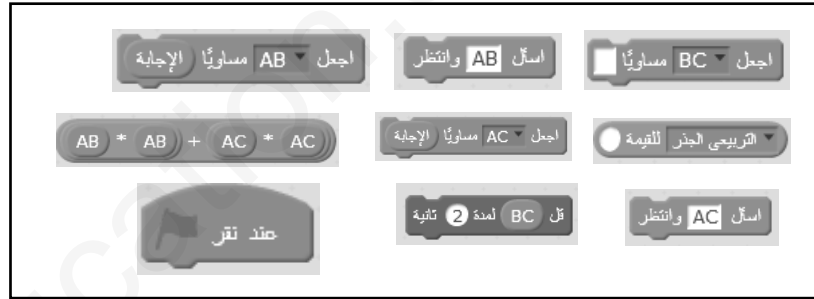 اجعل BC مساويًا
اسأل AB وانتظر
اجعل AB مساويًا الإجابة
التربيعي الجذر للقيمة
اجعل AC مساويًا الإجابة
AB * AB + AC * AC
اسأل AC وانتظر
قل BC لمدة 2 ثانية
عند نقر